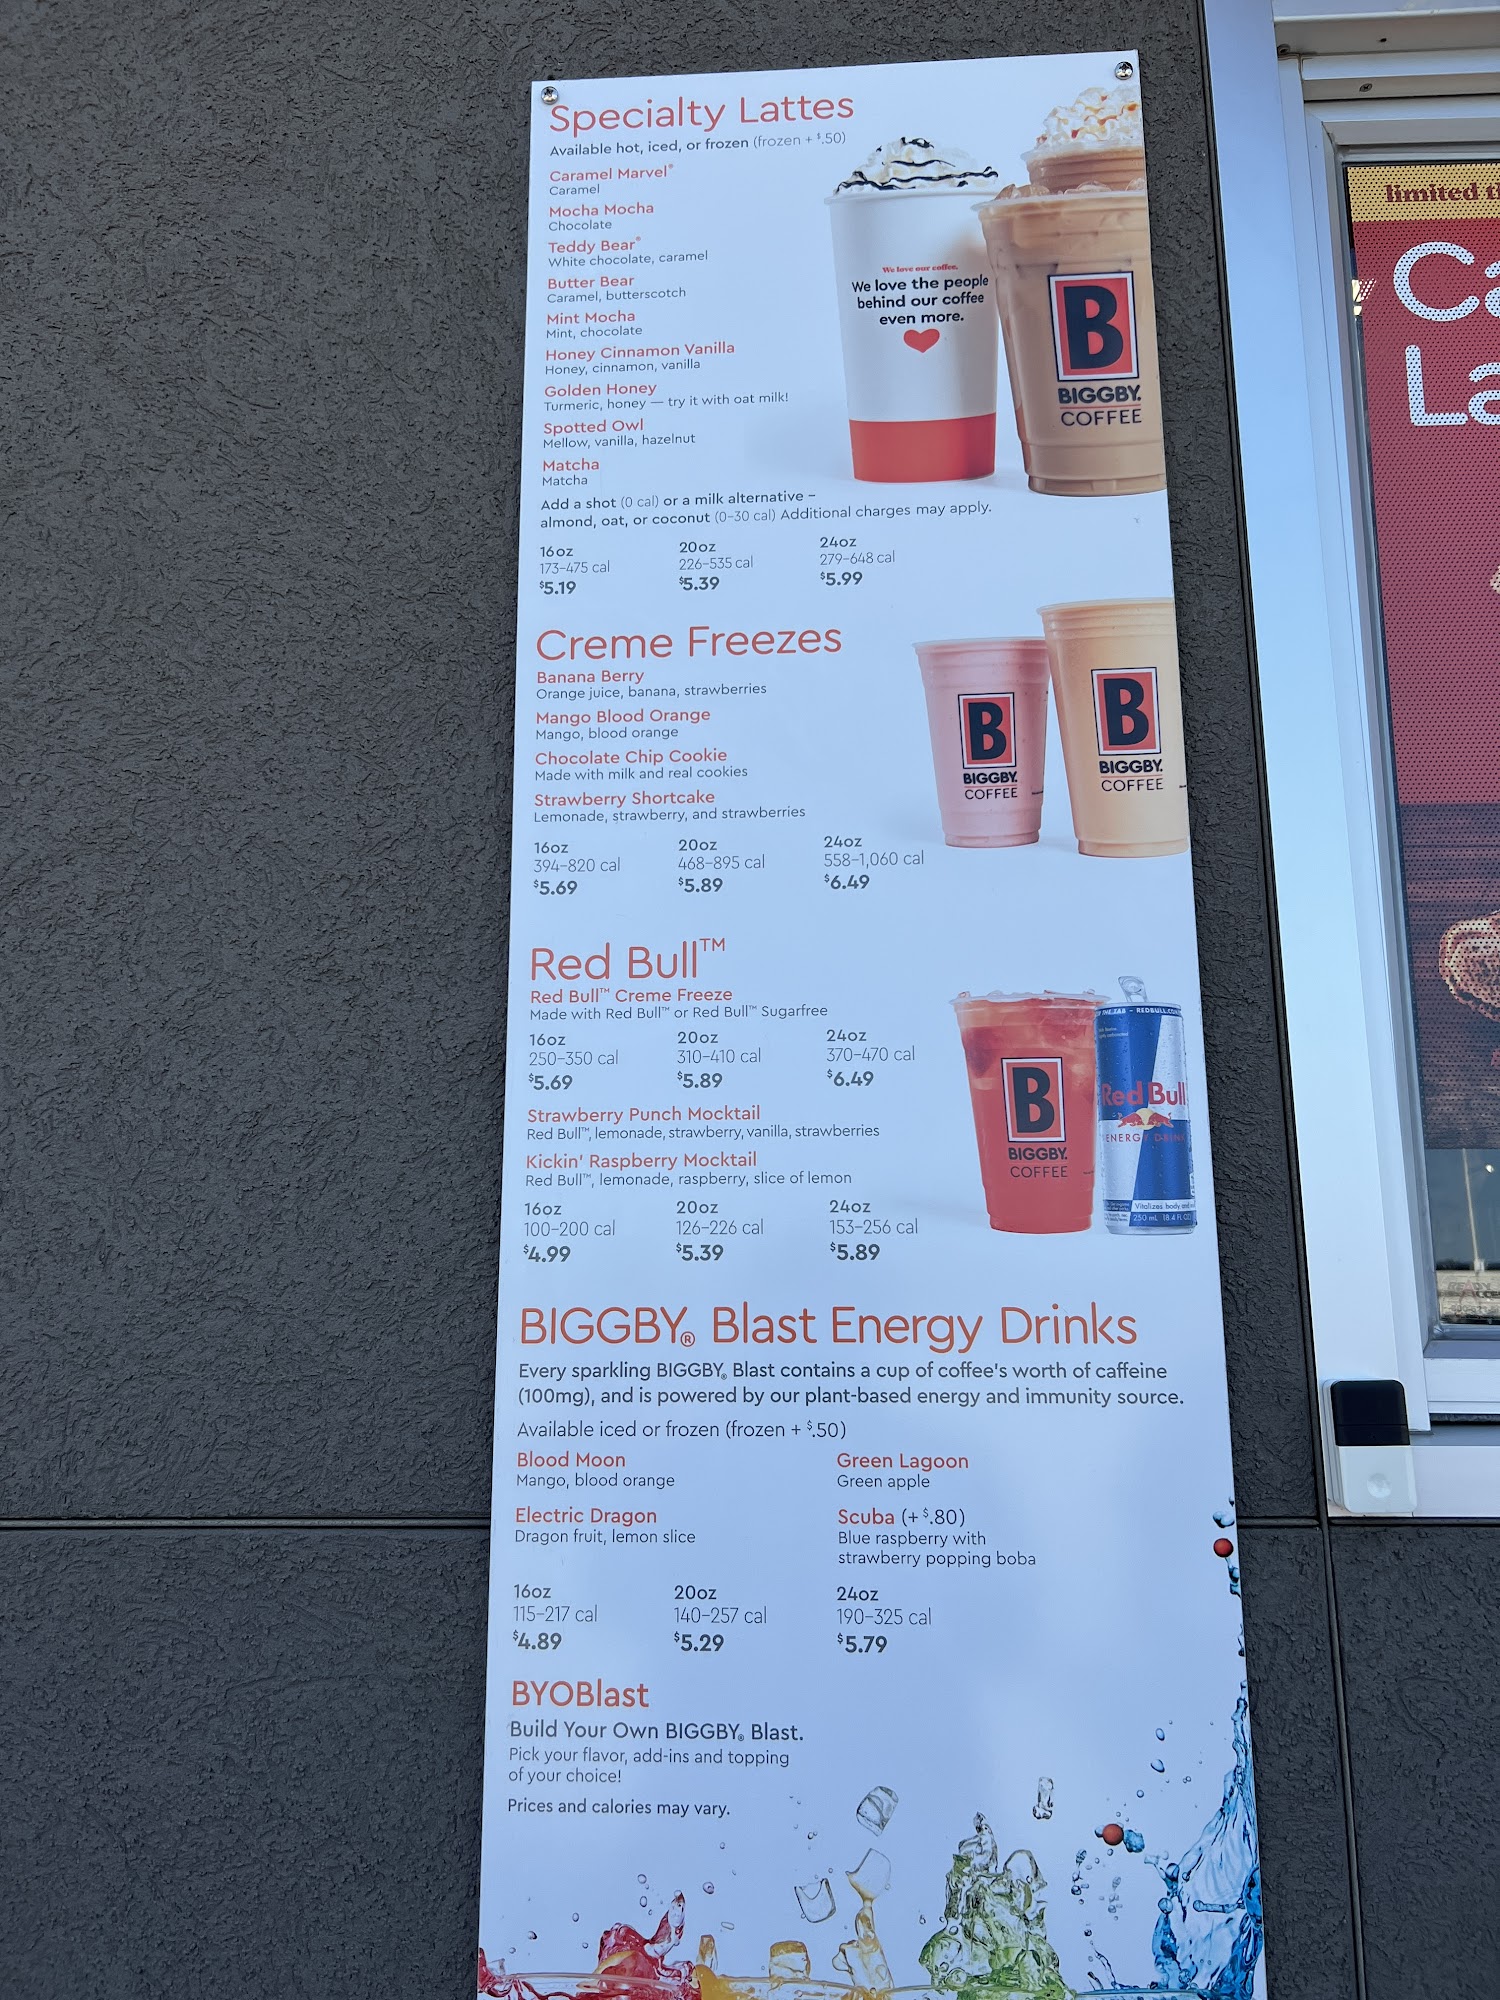 Specialty Lattes
Available hot, iced, or frozen (frozen + $.50)
Caramel Marvel®
Caramel
Mocha Mocha
Chocolate
Teddy Bear®
White chocolate, caramel
Butter Bear
Caramel, butterscotch
Mint Mocha
Mint, chocolate
Honey Cinnamon Vanilla
Honey, cinnamon, vanilla
Golden Honey
Turmeric, honey — try it with oat milk!
Spotted Owl
Mellow, vanilla, hazelnut
Matcha
Matcha
Add a shot (0 cal) or a milk alternative –
almond, oat, or coconut (0-30 cal) Additional charges may apply.
16oz 20oz 24oz
173-475 cal 226-535 cal 279-648 cal
$5.19 $5.39 $5.99
We love our coffee.
We love the people
behind our coffee
even more.
B
BIGGBY.
COFFEE
Creme Freezes
Banana Berry
Orange juice, banana, strawberries
Mango Blood Orange
Mango, blood orange
Chocolate Chip Cookie
Made with milk and real cookies
Strawberry Shortcake
Lemonade, strawberry, and strawberries
16oz 20oz 24oz
394-820 cal 468-895 cal 558-1,060 cal
$5.69 $5.89 $6.49
B
BIGGBY.
COFFEE
B
BIGGBY.
COFFEE
Red Bull™
Red Bull™ Creme Freeze
Made with Red Bull™ or Red Bull™ Sugarfree
16oz 20oz 24oz
250-350 cal 310-410 cal 370-470 cal
$5.69 $5.89 $6.49
Strawberry Punch Mocktail
Red Bull™, lemonade, strawberry, vanilla, strawberries
Kickin' Raspberry Mocktail
Red Bull™, lemonade, raspberry, slice of lemon
16oz 20oz 24oz
100-200 cal 126-226 cal 153-256 cal
$4.99 $5.39 $5.89
B
BIGGBY.
COFFEE
THE TAB - REDBULL.CO
Red Bull
ENERGY DRINK
Vitalizes body and
250 mL
BIGGBY® Blast Energy Drinks
Every sparkling BIGGBY® Blast contains a cup of coffee's worth of caffeine
(100mg), and is powered by our plant-based energy and immunity source.
Available iced or frozen (frozen + $.50)
Blood Moon
Mango, blood orange
Green Lagoon
Green apple
Electric Dragon
Dragon fruit, lemon slice
Scuba (+ $.80)
Blue raspberry with
strawberry popping boba
16oz 20oz 24oz
115-217 cal 140-257 cal 190-325 cal
$4.89 $5.29 $5.79
BYOBlast
Build Your Own BIGGBY® Blast.
Pick your flavor, add-ins and topping
of your choice!
Prices and calories may vary.
limited
Ca
La